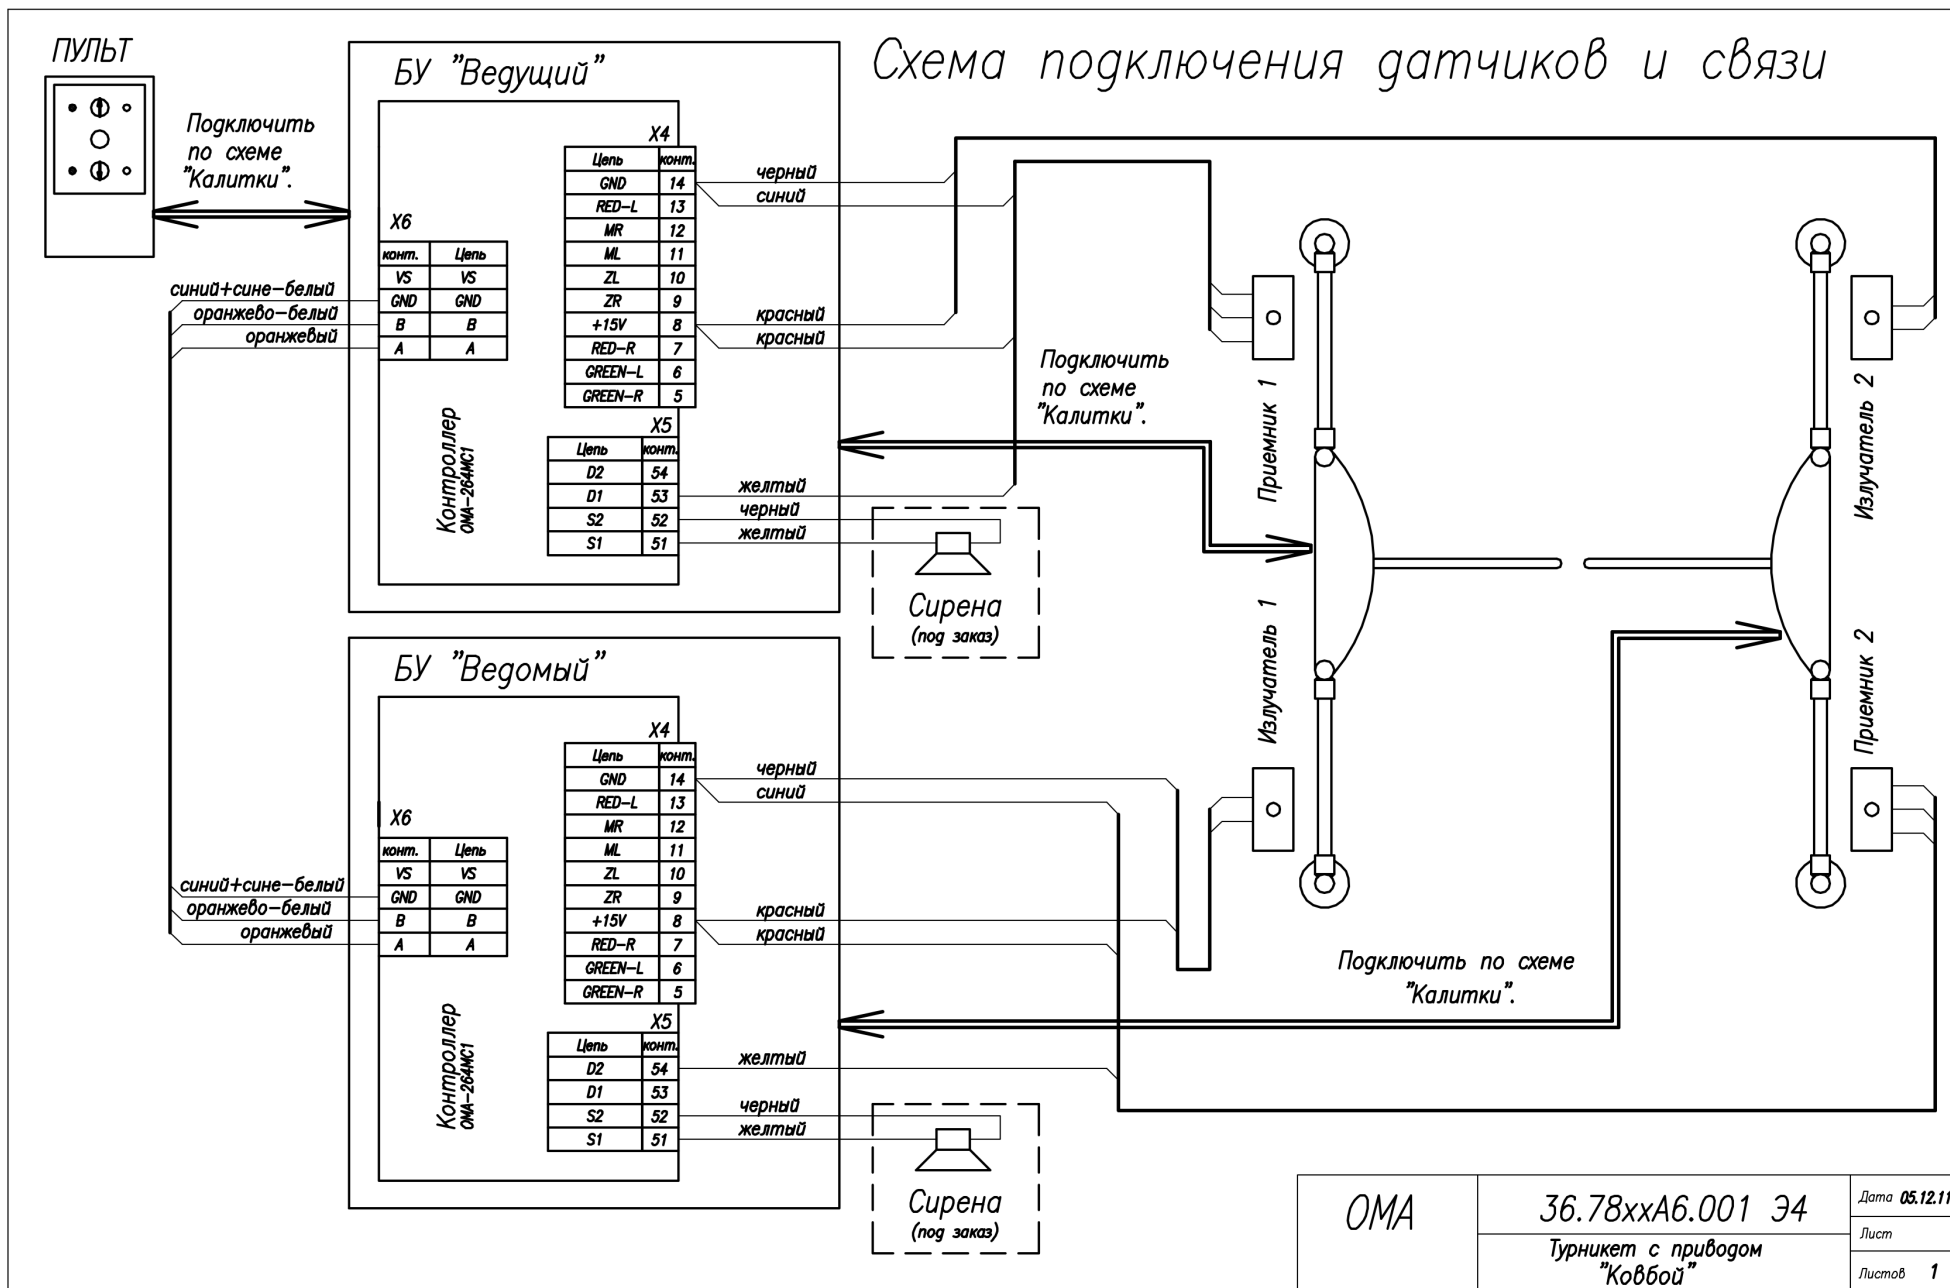 Схема подключения датчиков и связи
ПУЛЬТ
Подключить
по схеме
"Калитки".
БУ "Ведущий"
X4
Цепь конт.
GND 14
RED-L 13
MR 12
ML 11
ZL 10
ZR 9
+15V 8
RED-R 7
GREEN-L 6
GREEN-R 5
X6
конт. Цепь
VS VS
GND GND
B B
A A
синий+сине-белый
оранжево-белый
оранжевый
Контроллер
ОМА-264МС1
X5
Цепь конт.
D2 54
D1 53
S2 52
S1 51
черный
синий
красный
красный
желтый
черный
желтый
Сирена
(под заказ)
Подключить
по схеме
"Калитки".
Приемник 1
Излучатель 1
Излучатель 2
Приемник 2
БУ "Ведомый"
X4
Цепь конт.
GND 14
RED-L 13
MR 12
ML 11
ZL 10
ZR 9
+15V 8
RED-R 7
GREEN-L 6
GREEN-R 5
X6
конт. Цепь
VS VS
GND GND
B B
A A
синий+сине-белый
оранжево-белый
оранжевый
Контроллер
ОМА-264МС1
X5
Цепь конт.
D2 54
D1 53
S2 52
S1 51
черный
синий
красный
красный
желтый
черный
желтый
Сирена
(под заказ)
Подключить по схеме
"Калитки".
ОМА
36.78ххА6.001 Э4
Турникет с приводом
"Ковбой"
Дата 05.12.11
Лист
Листов 1